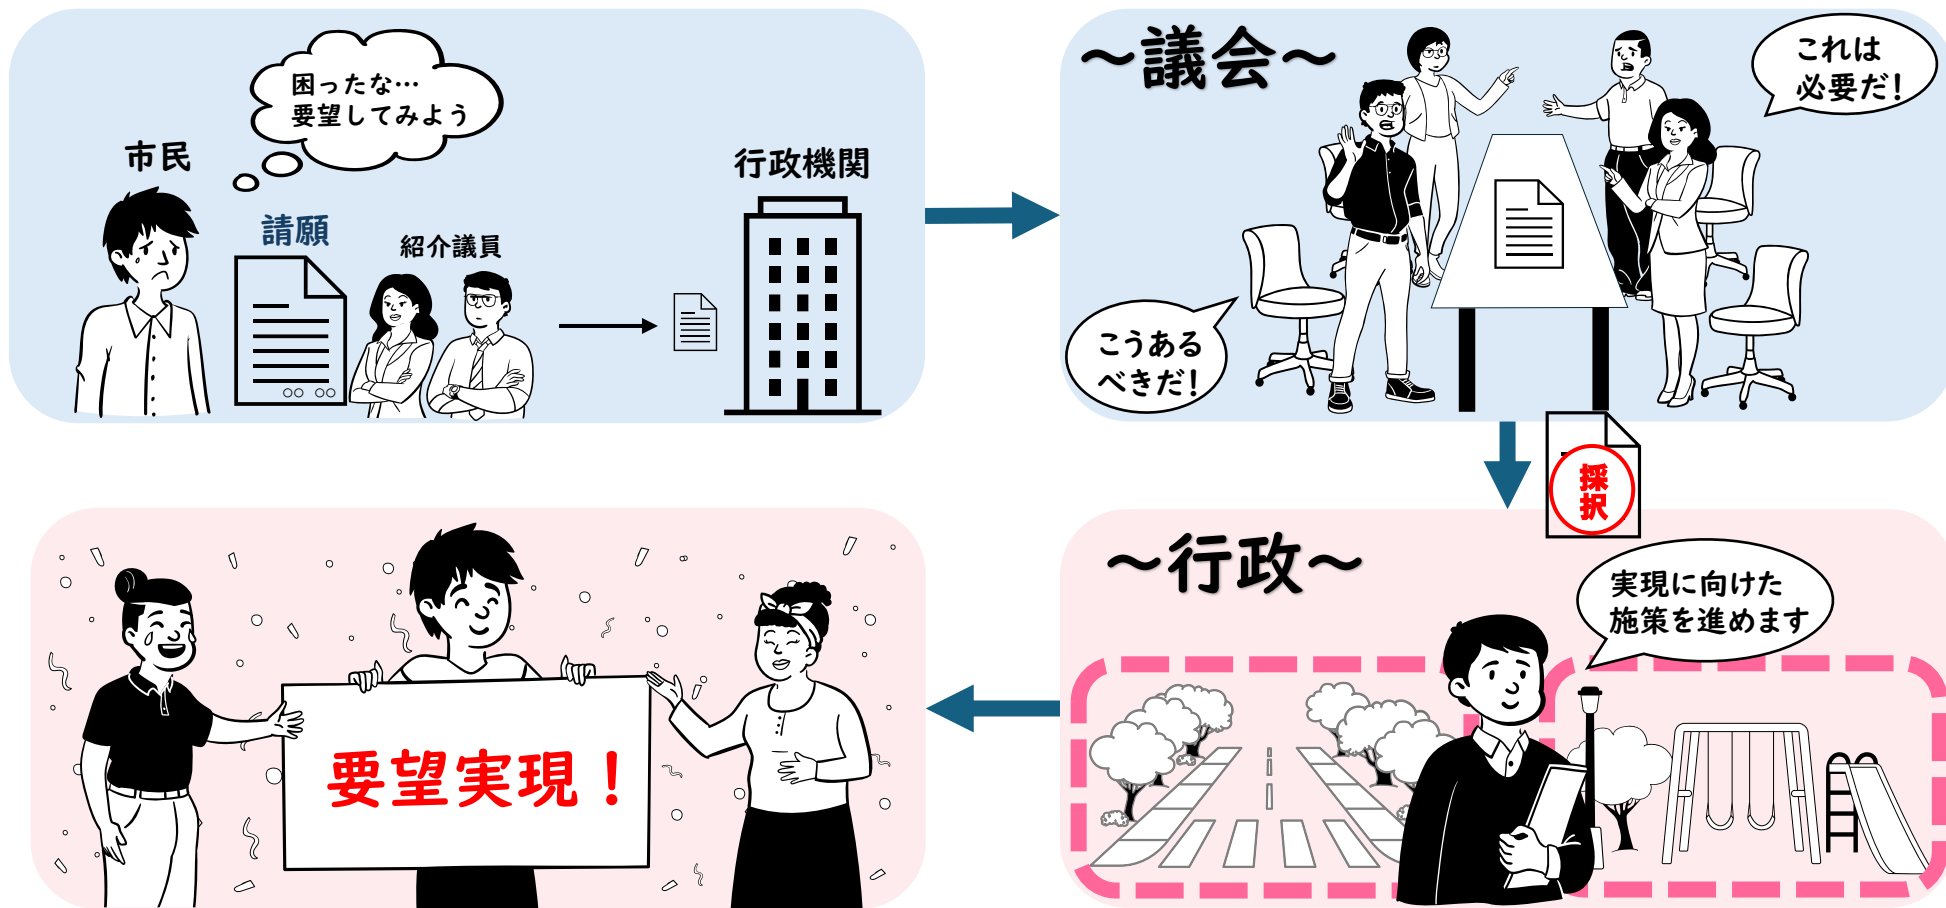 困ったな…
要望してみよう
市民
請願
紹介議員
○○ ○○
行政機関
～議会～
これは
必要だ！
こうある
べきだ！
採
択
～行政～
実現に向けた
施策を進めます
要望実現！